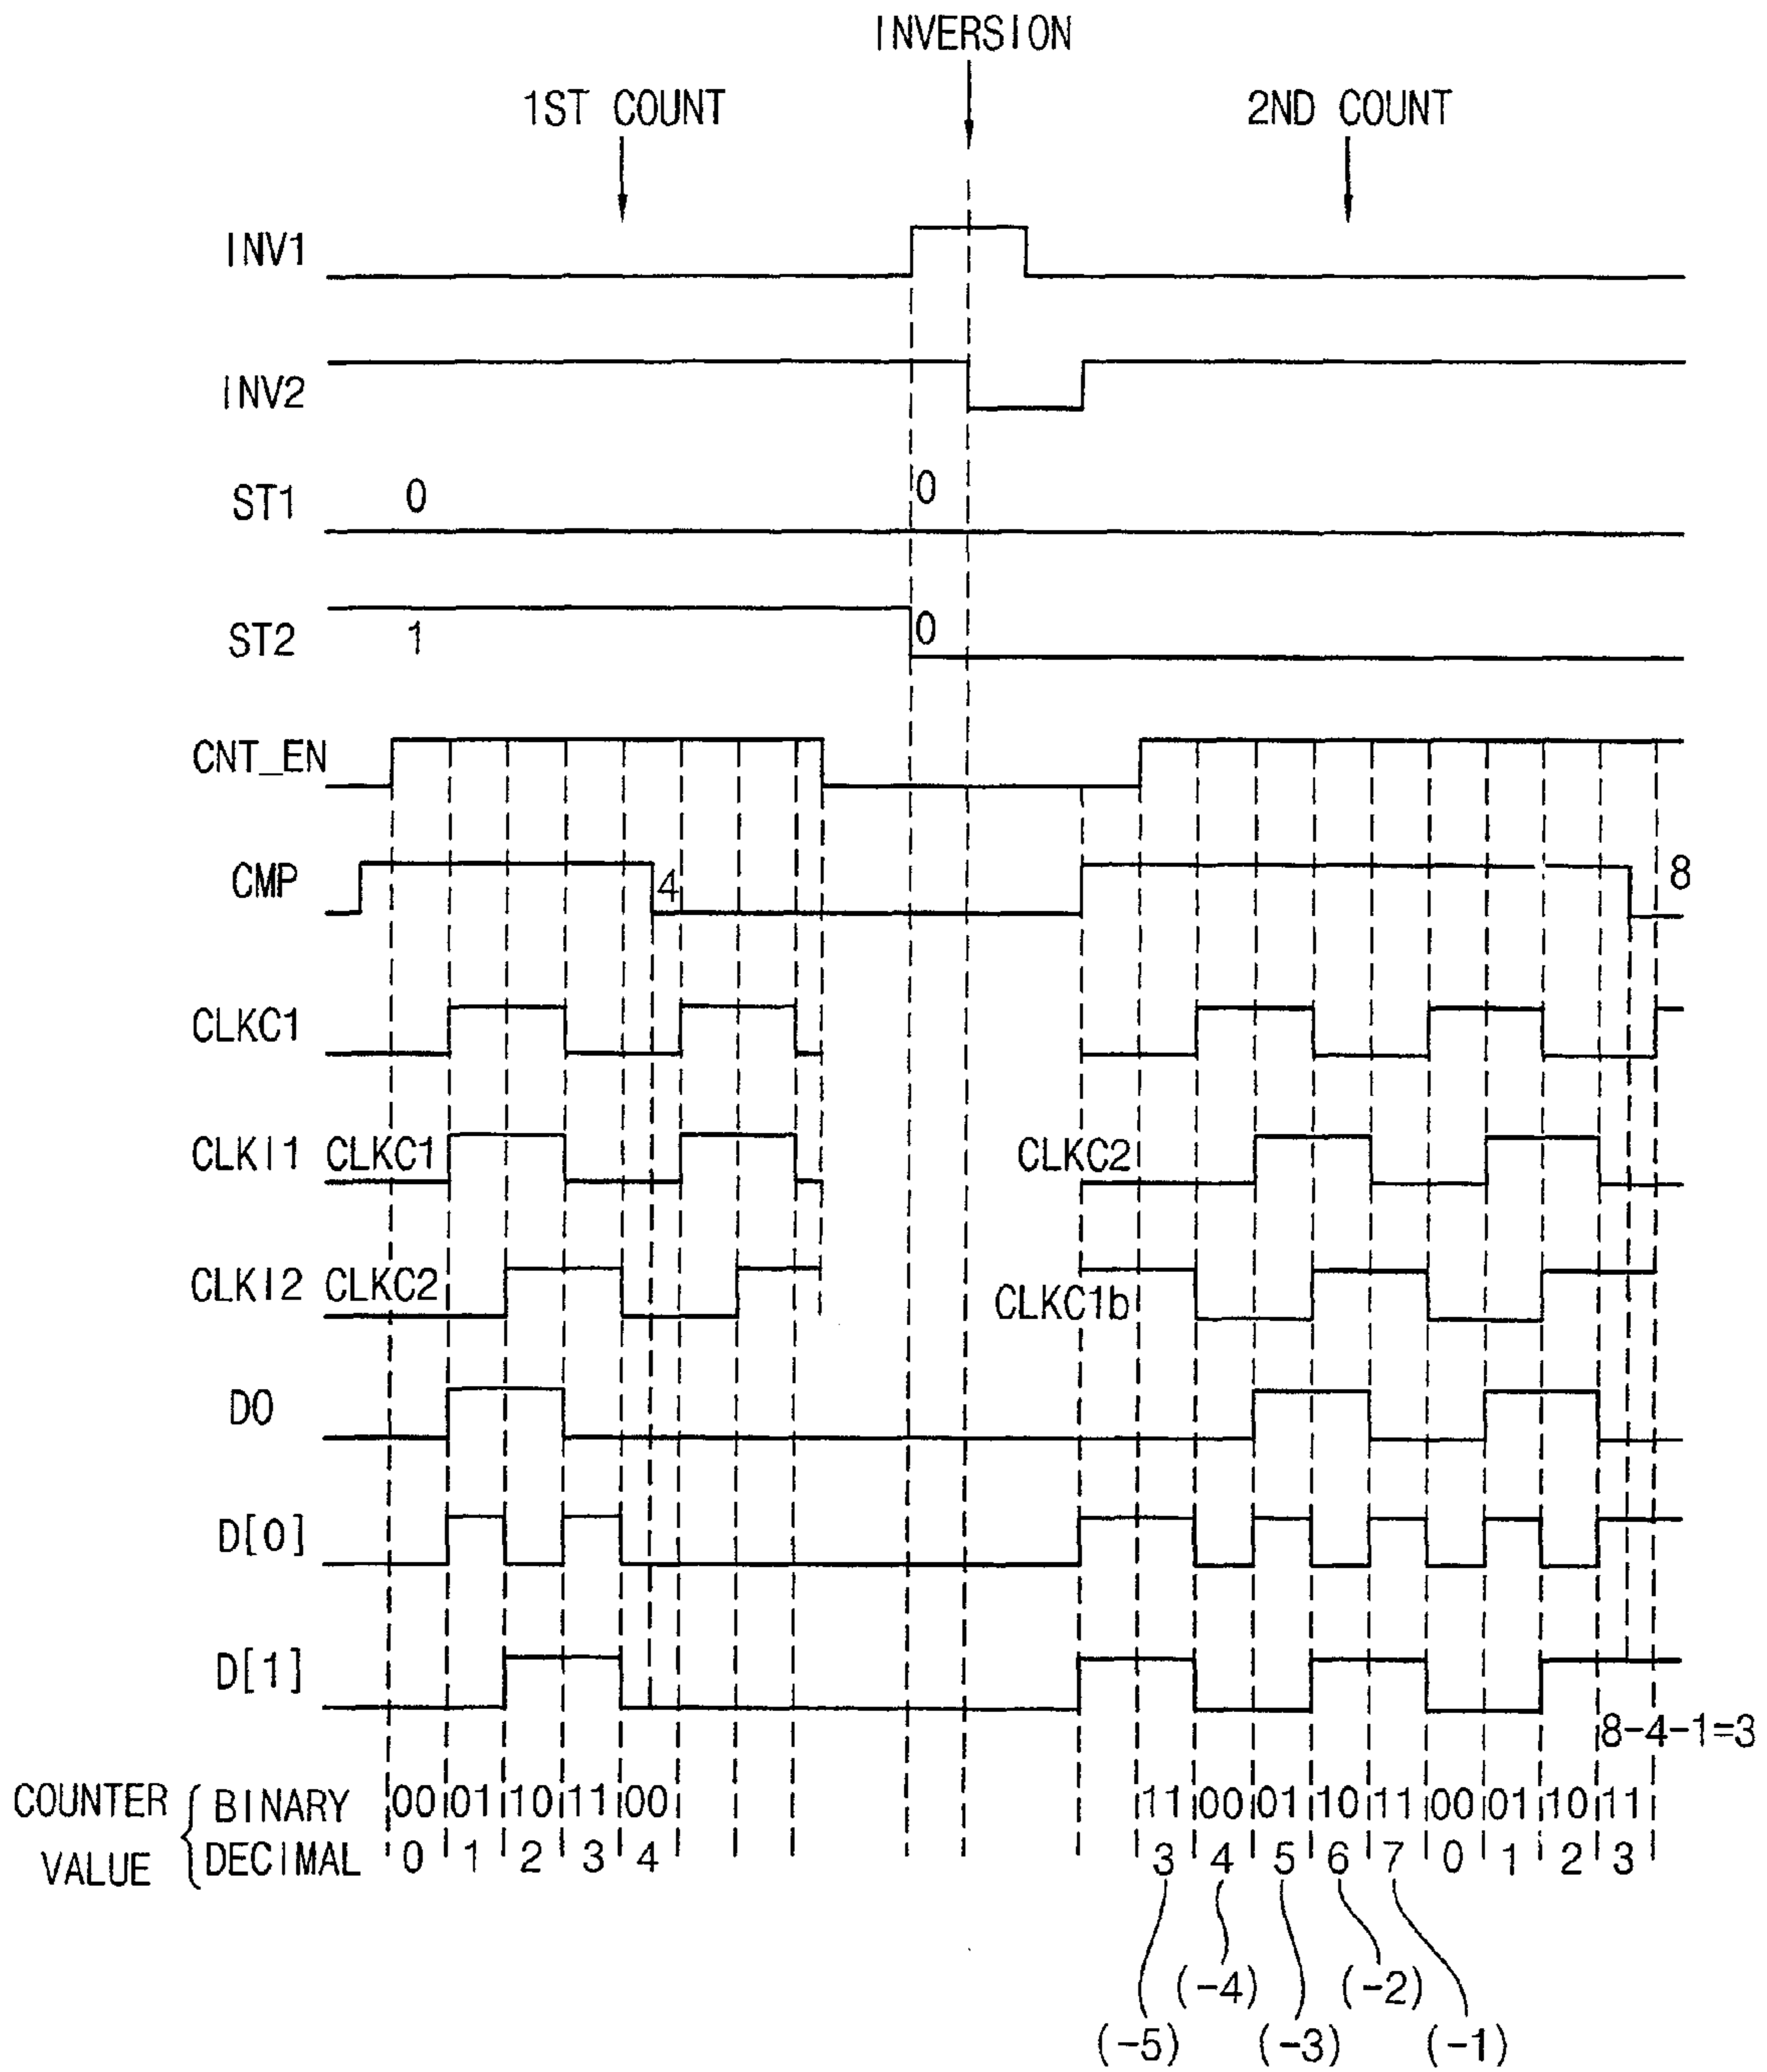 INVERSION
1ST COUNT 2ND COUNT
INV1
INV2
ST1 0 0
ST2 1 0
CNT_EN
CMP 4 8
CLKC1
CLKI1 CLKC1 CLKC2
CLKI2 CLKC2 CLKC1b
D0
D[0]
D[1]
8-4-1=3
COUNTER VALUE { BINARY 00 01 10 11 00 11 00 01 10 11 00 01 10 11
DECIMAL 0 1 2 3 4 3 4 5 6 7 0 1 2 3
(-4) (-2)
(-5) (-3) (-1)